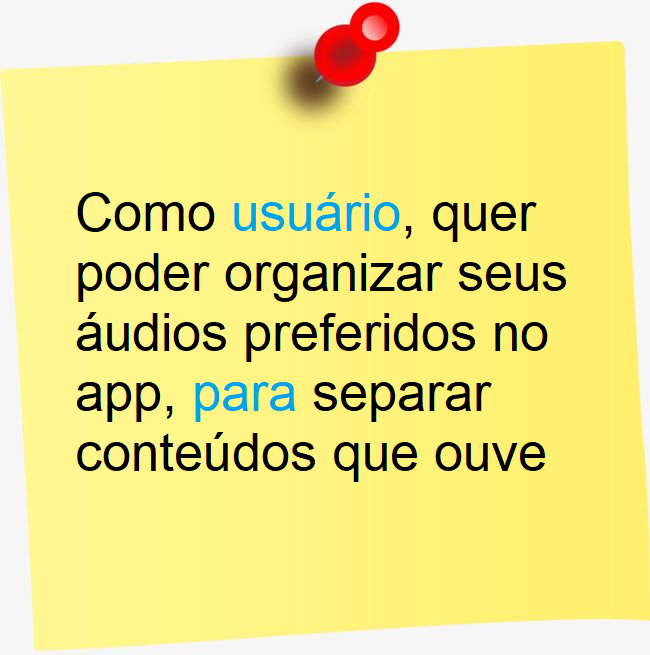 Como usuário, quer
poder organizar seus
áudios preferidos no
app, para separar
conteúdos que ouve